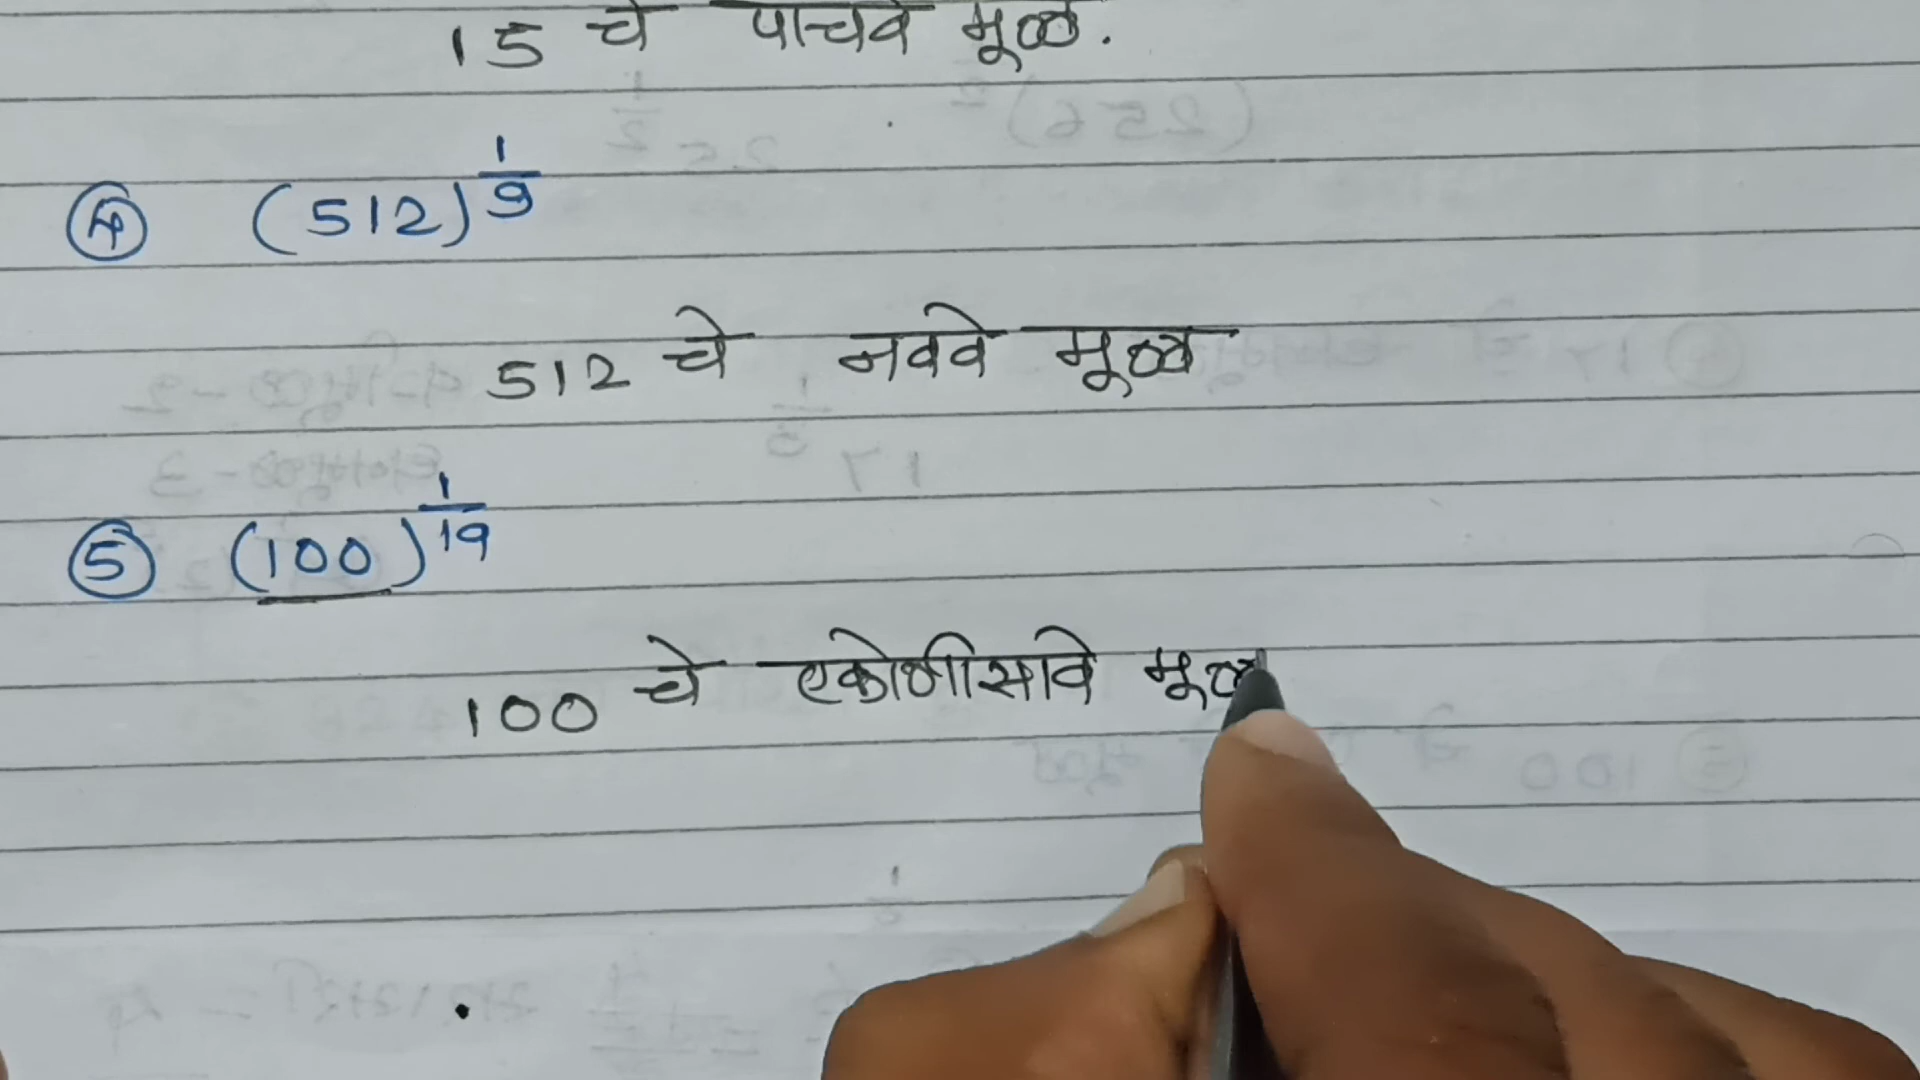 15 चे पाचवे मूळ.
④ (512)^1/9
512 चे नववे मूळ
⑤ (100)^1/19
100 चे एकोणीसावे मूळ